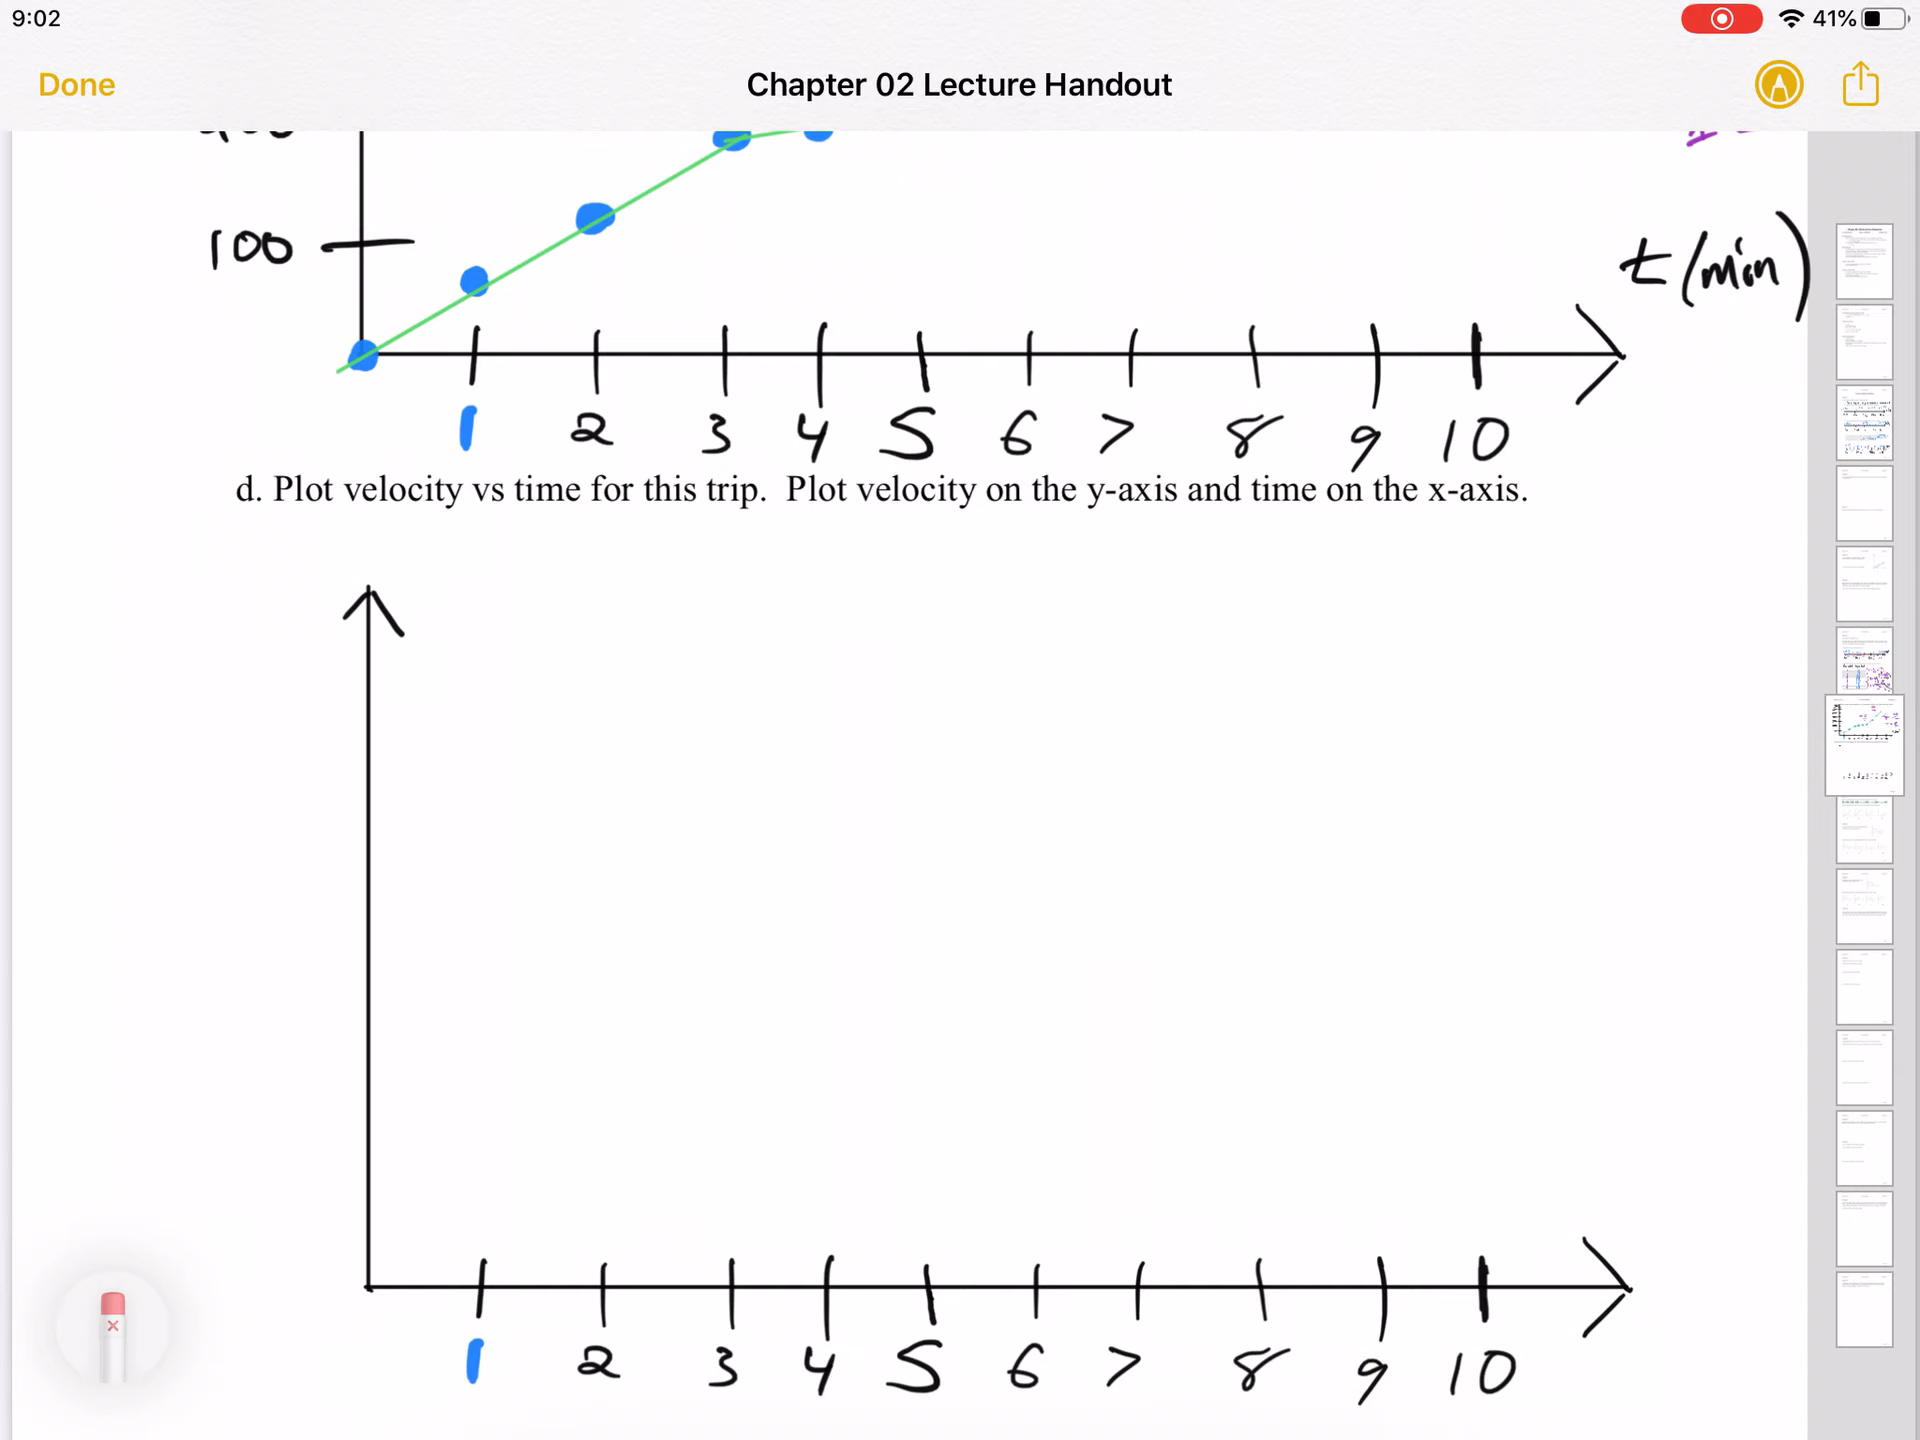 9:02
41%
Done
Chapter 02 Lecture Handout
100
t (min)
1 2 3 4 5 6 7 8 9 10
d. Plot velocity vs time for this trip. Plot velocity on the y-axis and time on the x-axis.
1 2 3 4 5 6 7 8 9 10